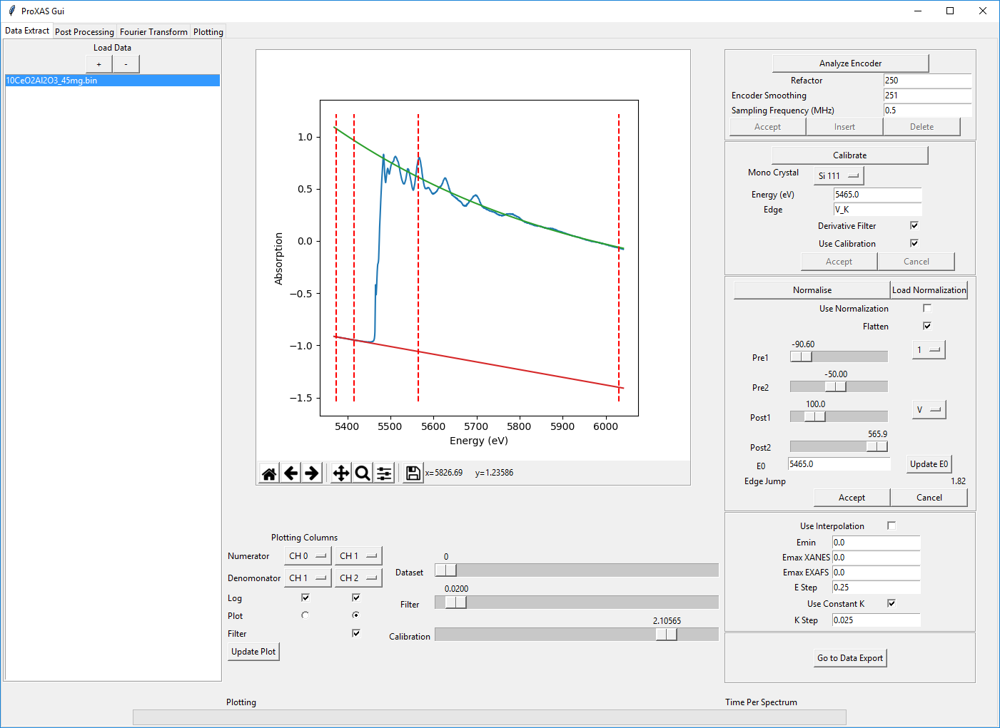 ProXAS Gui
Data Extract Post Processing Fourier Transform Plotting
Load Data
+ -
10CeO2Al2O3_45mg.bin
1.0
0.5
0.0
−0.5
−1.0
−1.5
Absorption
5400 5500 5600 5700 5800 5900 6000
Energy (eV)
x=5826.69 y=1.23586
Plotting Columns
Numerator CH 0 CH 1
Denomonator CH 1 CH 2
Log
Plot
Filter
Update Plot
0
Dataset
0.0200
Filter
2.10565
Calibration
Analyze Encoder
Refactor 250
Encoder Smoothing 251
Sampling Frequency (MHz) 0.5
Accept Insert Delete
Calibrate
Mono Crystal Si 111
Energy (eV) 5465.0
Edge V_K
Derivative Filter
Use Calibration
Accept Cancel
Normalise Load Normalization
Use Normalization
Flatten
-90.60
Pre1 1
-50.00
Pre2
100.0
Post1 V
565.9
Post2
E0 5465.0 Update E0
Edge Jump 1.82
Accept Cancel
Use Interpolation
Emin 0.0
Emax XANES 0.0
Emax EXAFS 0.0
E Step 0.25
Use Constant K
K Step 0.025
Go to Data Export
Plotting Time Per Spectrum